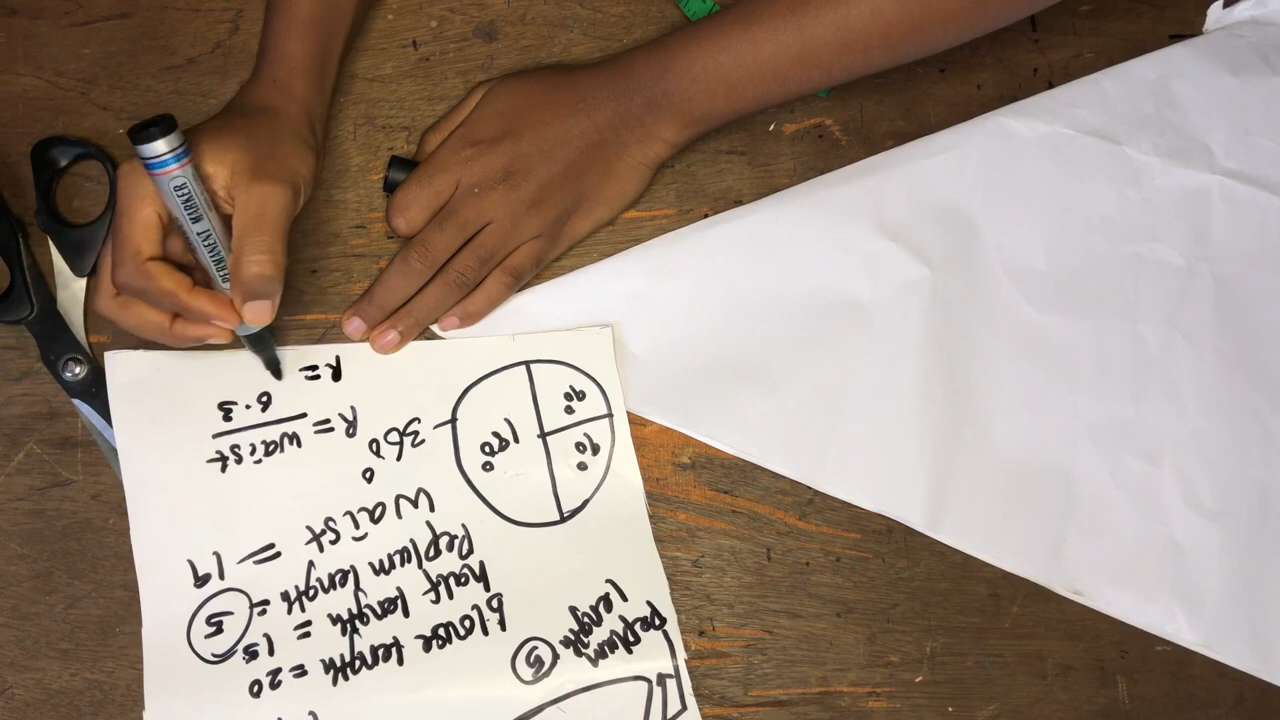 blouse length = 20
half length = 15
Peplum length = 5
Waist = 19
360°
180°
90°
90°
R = waist
6.3
R =
Peplum
length
5
PERMANENT MARKER